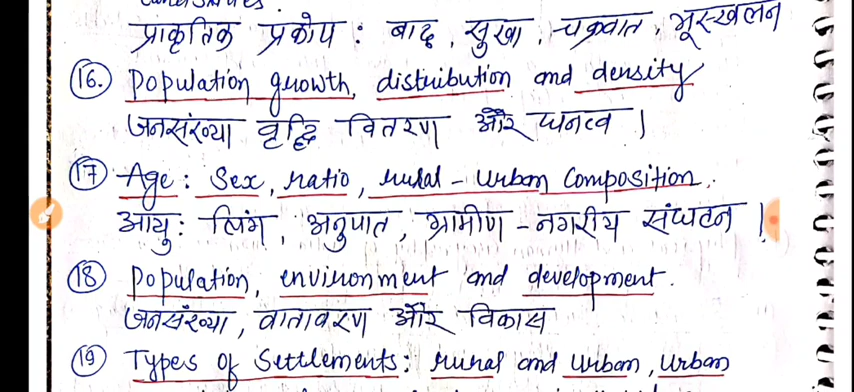 प्राकृतिक प्रकोप : बाढ़, सुखा, चक्रवात, भूस्खलन
16. Population growth, distribution and density
जनसंख्या वृद्धि वितरण और घनत्व ।
17 Age : Sex, ratio, rural - urban Composition.
आयु : लिंग, अनुपात, ग्रामीण - नगरीय संघटन ।
18 Population, environment and development.
जनसंख्या, वातावरण और विकास
19 Types of Settlements: rural and urban, Urban